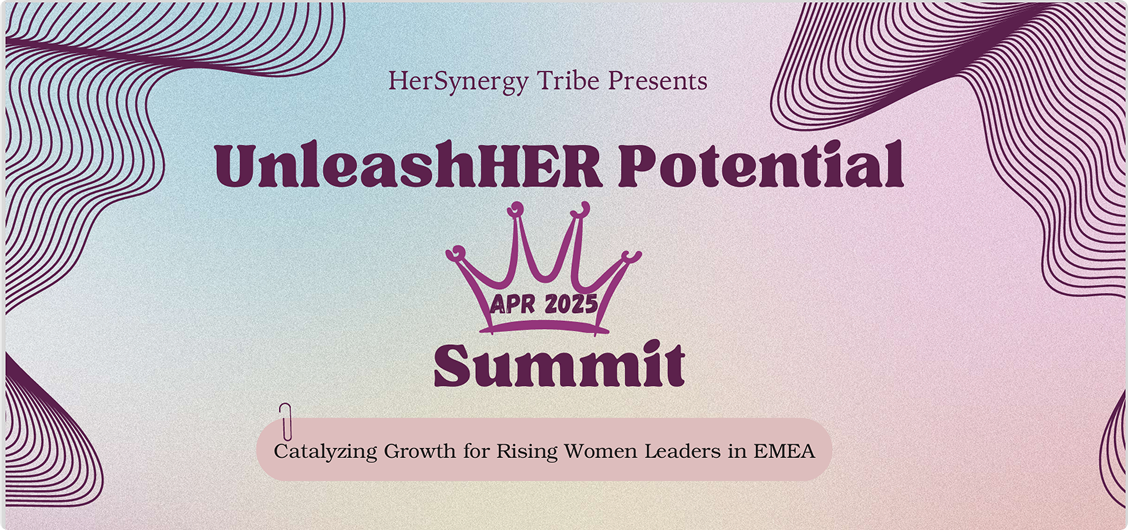 HerSynergy Tribe Presents
UnleashHER Potential
APR 2025
Summit
Catalyzing Growth for Rising Women Leaders in EMEA